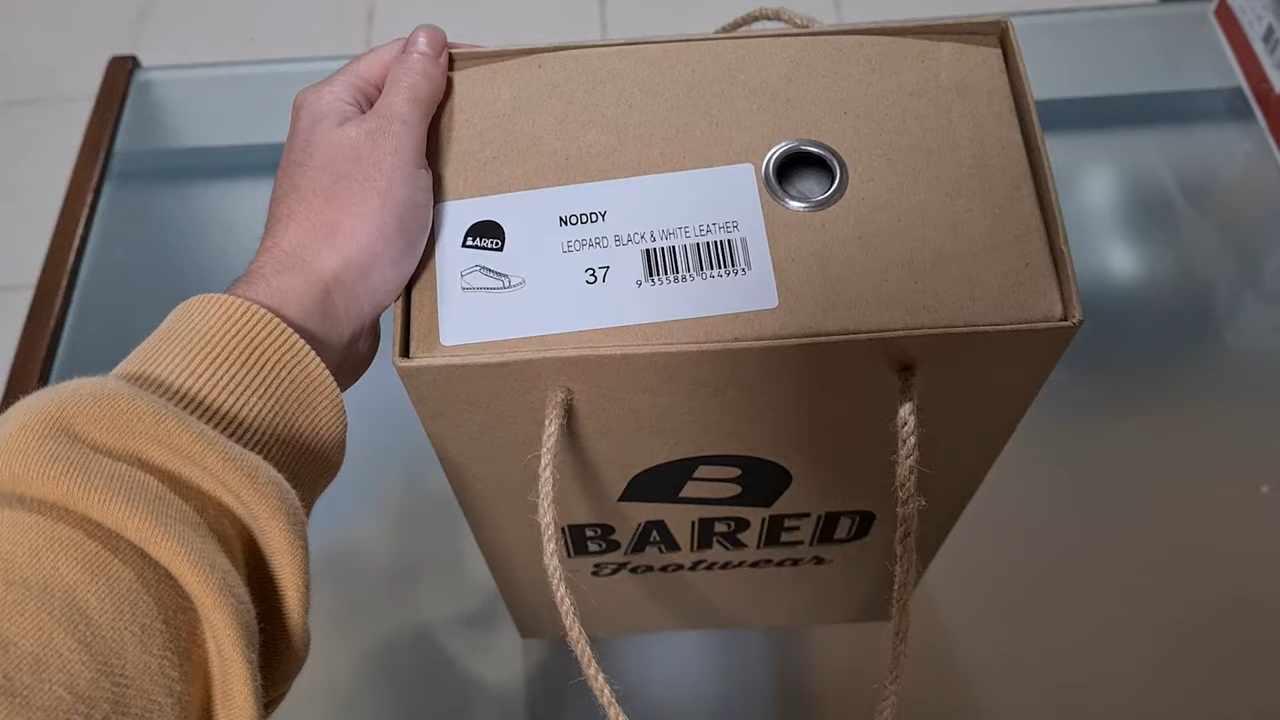 BARED
NODDY
LEOPARD, BLACK & WHITE LEATHER
37
9 355885 044993
B
BARED
Footwear